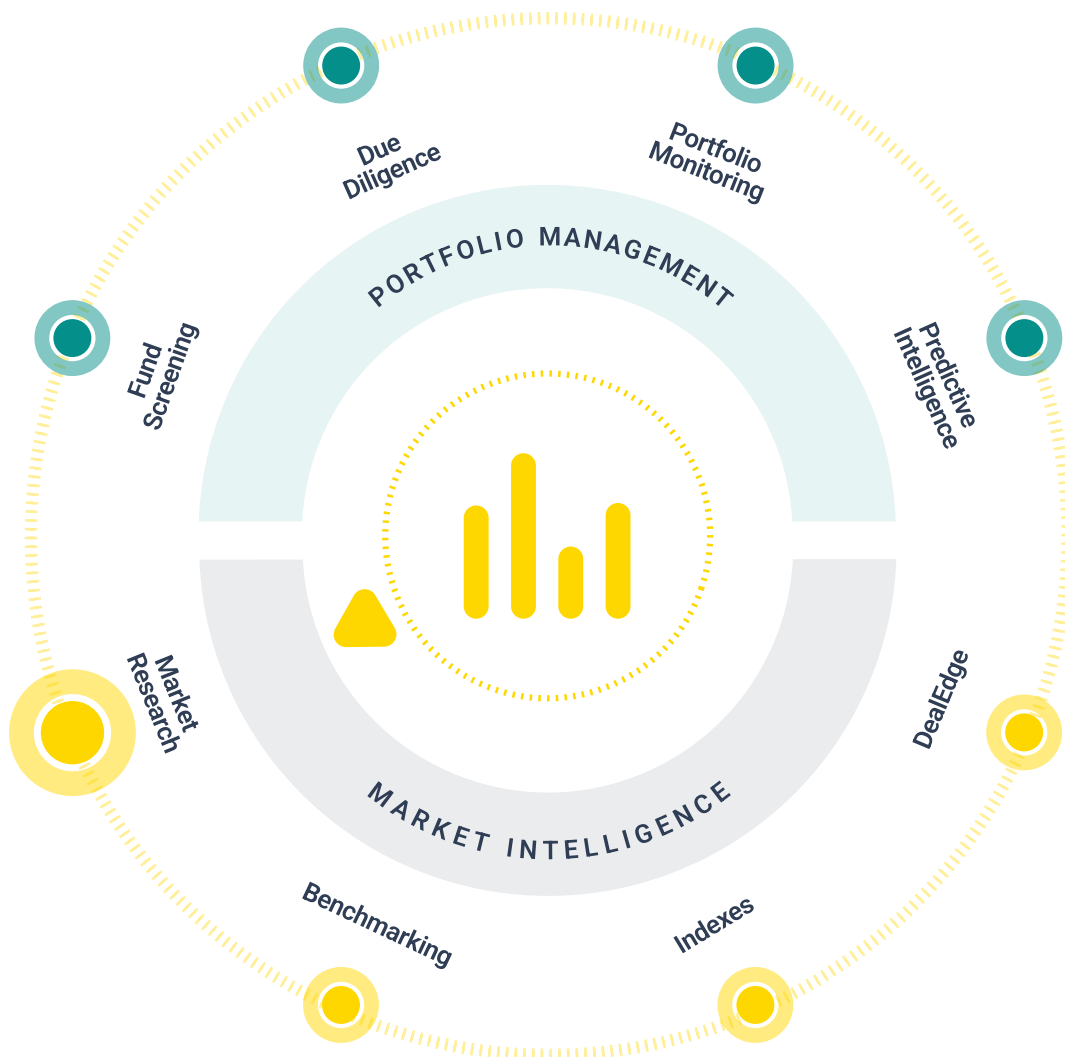 Due
Diligence
Portfolio
Monitoring
PORTFOLIO MANAGEMENT
Fund
Screening
Predictive
Intelligence
Market
Research
DealEdge
MARKET INTELLIGENCE
Benchmarking
Indexes